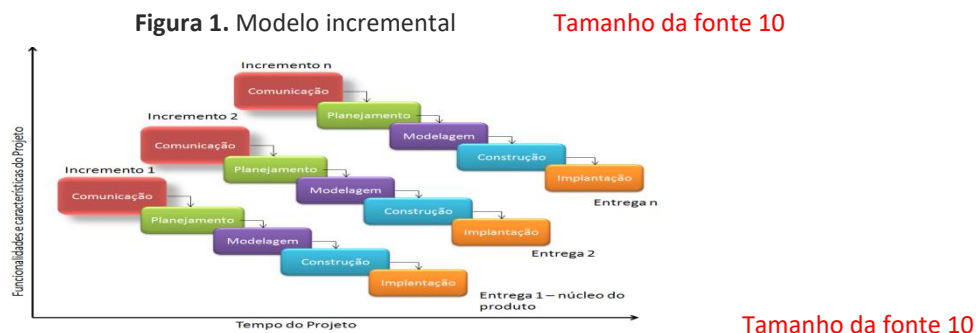 Figura 1. Modelo incremental Tamanho da fonte 10
Funcionalidades e características do Projeto
Incremento n
Comunicação
Planejamento
Modelagem
Construção
Implantação
Entrega n
Incremento 2
Comunicação
Planejamento
Modelagem
Construção
Implantação
Entrega 2
Incremento 1
Comunicação
Planejamento
Modelagem
Construção
Implantação
Entrega 1 – núcleo do
produto
Tempo do Projeto
Tamanho da fonte 10